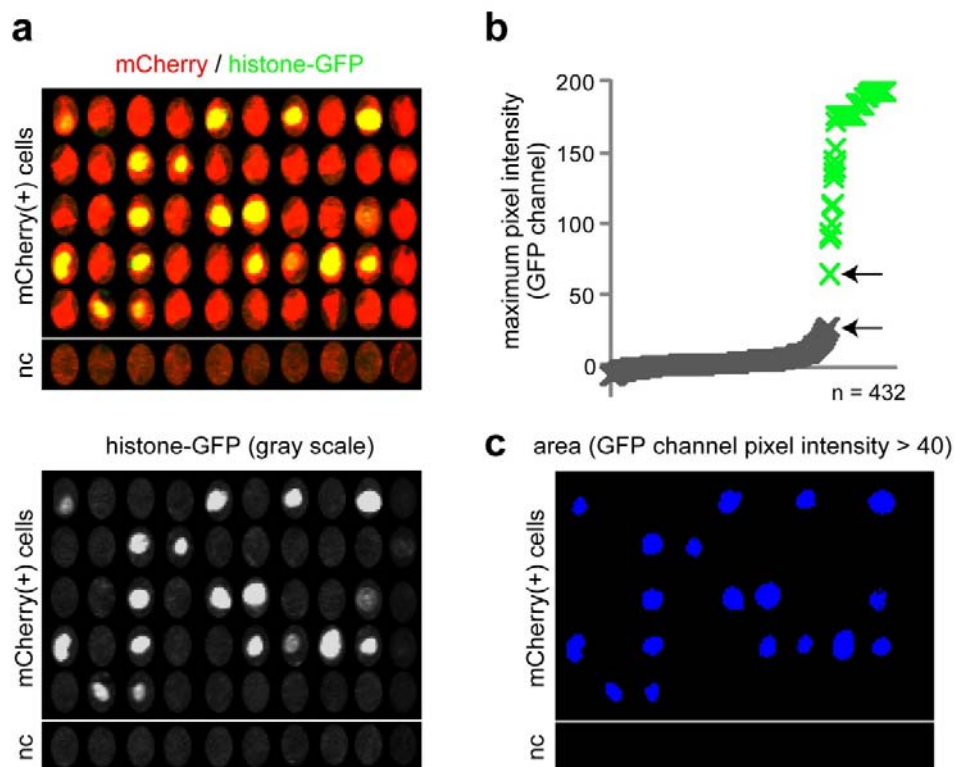 a
mCherry / histone-GFP
mCherry(+) cells
nc
b
maximum pixel intensity
(GFP channel)
200
150
100
50
0
n = 432
histone-GFP (gray scale)
mCherry(+) cells
nc
c
area (GFP channel pixel intensity > 40)
mCherry(+) cells
nc